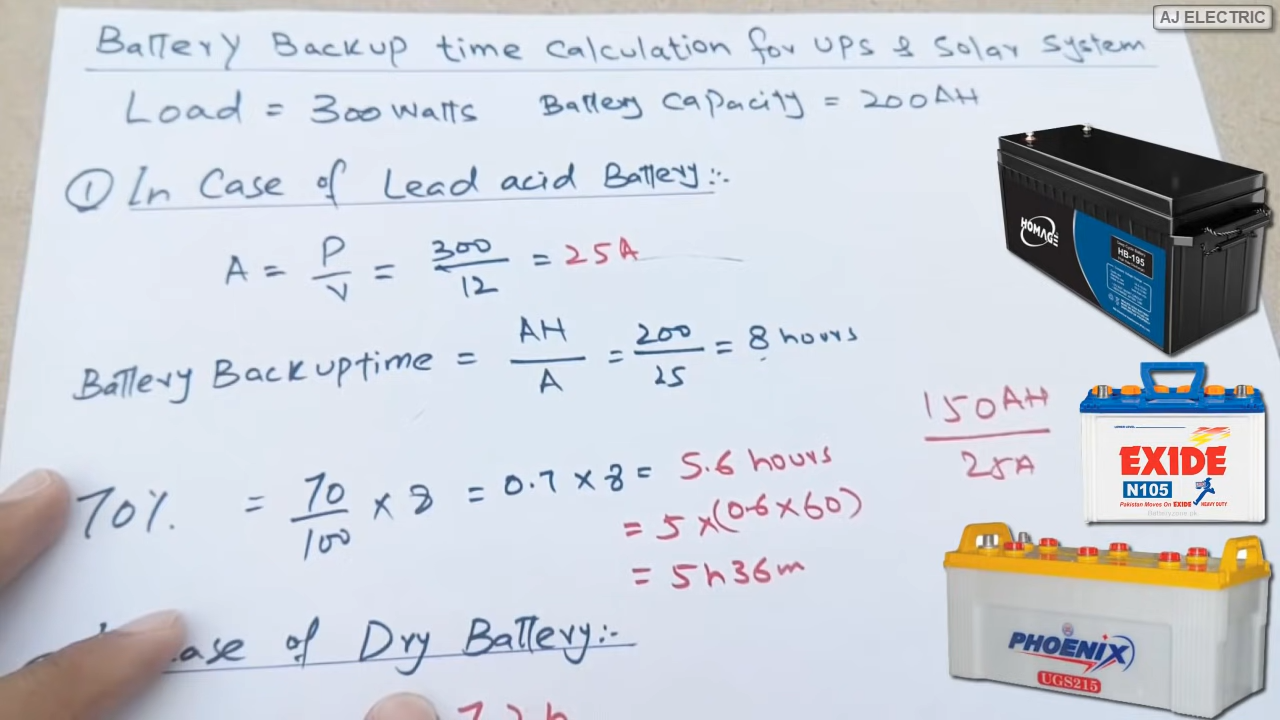 AJ ELECTRIC
Battery Backup time calculation for UPS & Solar System
Load = 300 watts Battery Capacity = 200AH
① In Case of Lead acid Battery:-
A = P/V = 300/12 = 25A
Battery Backuptime = AH/A = 200/25 = 8 hours
70% = 70/100 × 8 = 0.7 × 8 = 5.6 hours
= 5 × (0.6 × 60)
= 5h36m
150AH
25A
ase of Dry Battery:-
HOMAGE
HB-195
EXIDE
N105
Pakistan Moves On EXIDE HEAVY DUTY
PHOENIX
UGS215